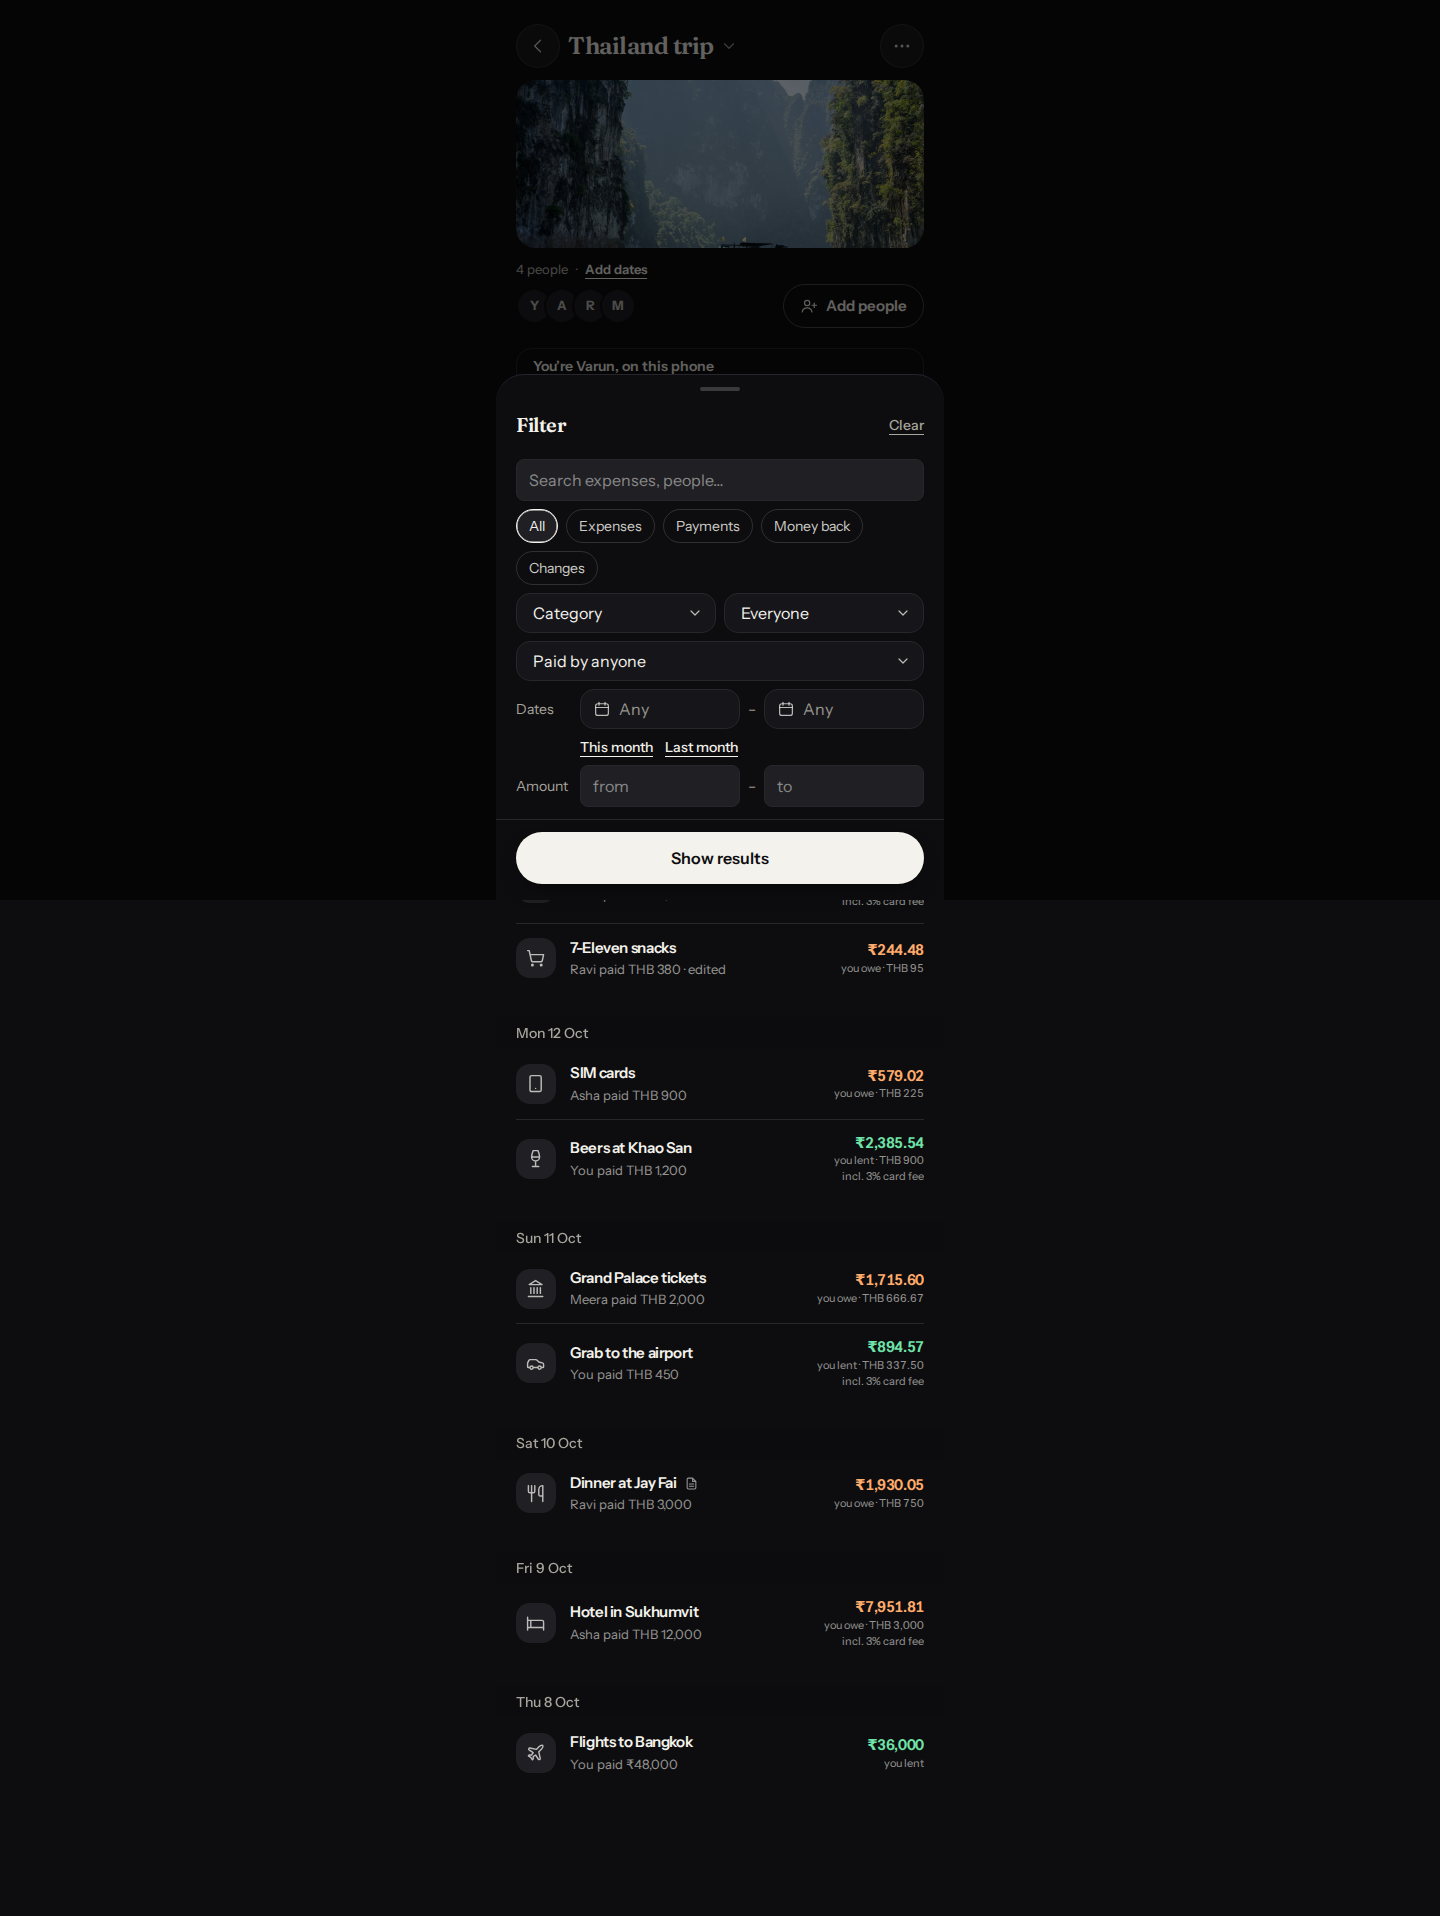 Thailand trip
4 people · Add dates
Y A R M
Add people
You're Varun, on this phone
Filter
Clear
Search expenses, people...
All Expenses Payments Money back
Changes
Category Everyone
Paid by anyone
Dates Any – Any
This month Last month
Amount from – to
Show results
incl. 3% card fee
7-Eleven snacks
₹244.48
Ravi paid THB 380 · edited
you owe · THB 95
Mon 12 Oct
SIM cards
₹579.02
Asha paid THB 900
you owe · THB 225
Beers at Khao San
₹2,385.54
You paid THB 1,200
you lent · THB 900
incl. 3% card fee
Sun 11 Oct
Grand Palace tickets
₹1,715.60
Meera paid THB 2,000
you owe · THB 666.67
Grab to the airport
₹894.57
You paid THB 450
you lent · THB 337.50
incl. 3% card fee
Sat 10 Oct
Dinner at Jay Fai
₹1,930.05
Ravi paid THB 3,000
you owe · THB 750
Fri 9 Oct
Hotel in Sukhumvit
₹7,951.81
Asha paid THB 12,000
you owe · THB 3,000
incl. 3% card fee
Thu 8 Oct
Flights to Bangkok
₹36,000
You paid ₹48,000
you lent